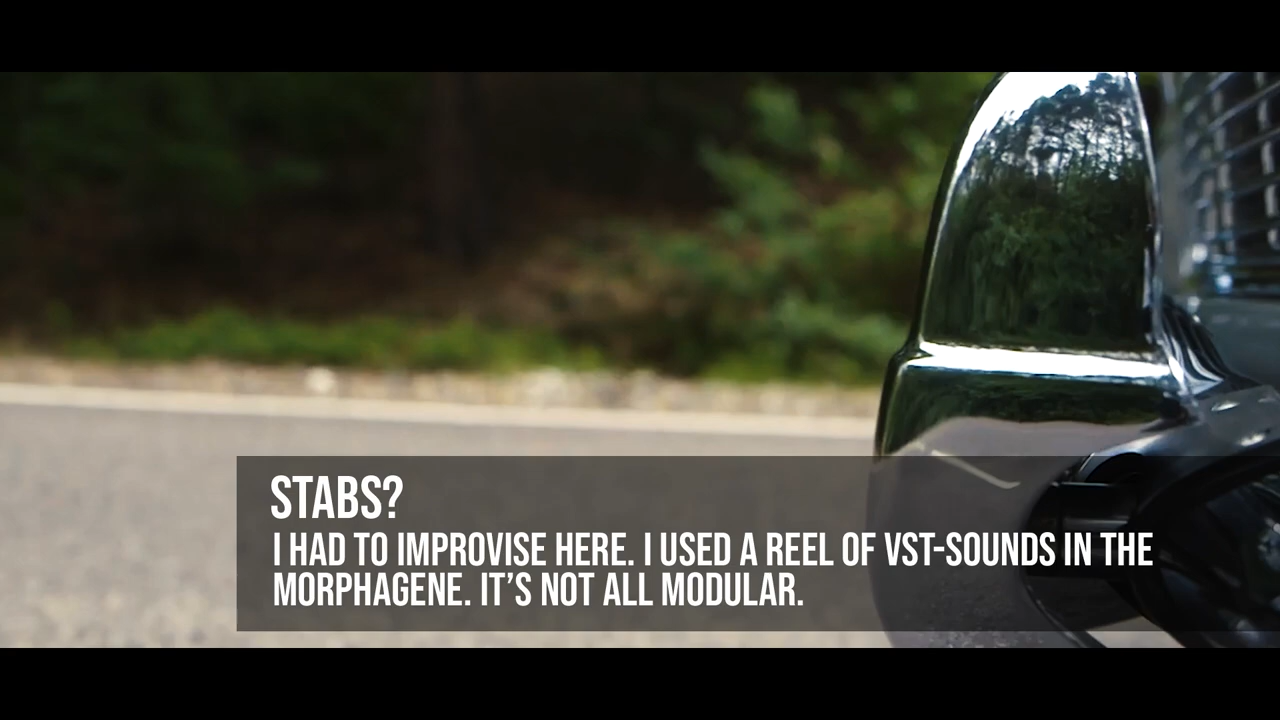 STABS?
I HAD TO IMPROVISE HERE. I USED A REEL OF VST-SOUNDS IN THE
MORPHAGENE. IT'S NOT ALL MODULAR.